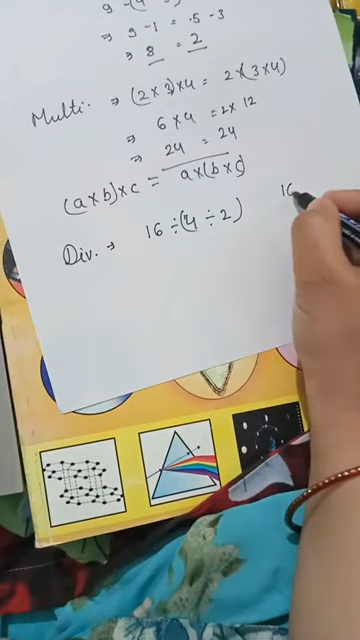 ⇒ 9 - 1 = .5 - 3
⇒ 8 = 2
Multi. → (2 × 3) × 4 = 2 × (3 × 4)
⇒ 6 × 4 = 2 × 12
⇒ 24 = 24
(a × b) × c = a × (b × c)
Div. → 16 ÷ (4 ÷ 2) 16